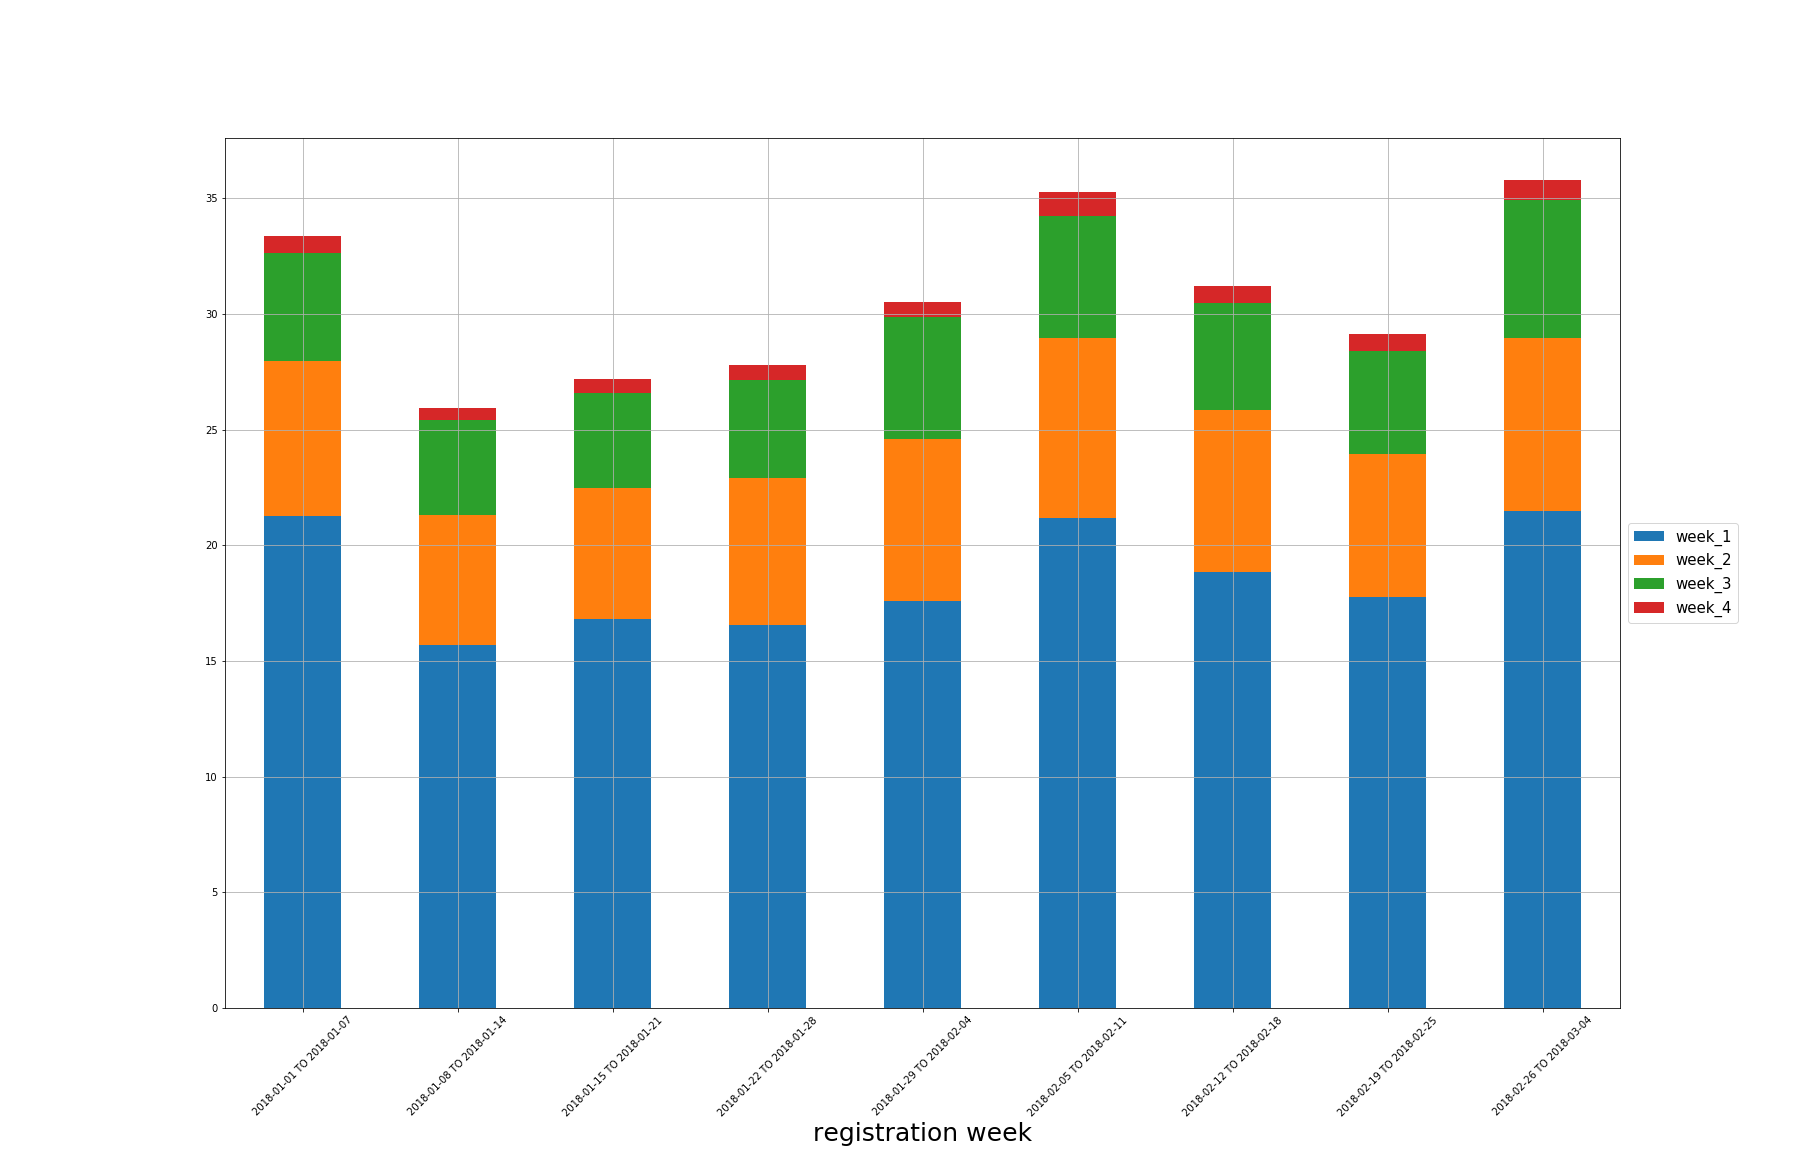 35
30
25
20
15
10
5
0
week_1
week_2
week_3
week_4
2018-01-01 TO 2018-01-07
2018-01-08 TO 2018-01-14
2018-01-15 TO 2018-01-21
2018-01-22 TO 2018-01-28
2018-01-29 TO 2018-02-04
2018-02-05 TO 2018-02-11
2018-02-12 TO 2018-02-18
2018-02-19 TO 2018-02-25
2018-02-26 TO 2018-03-04
registration week